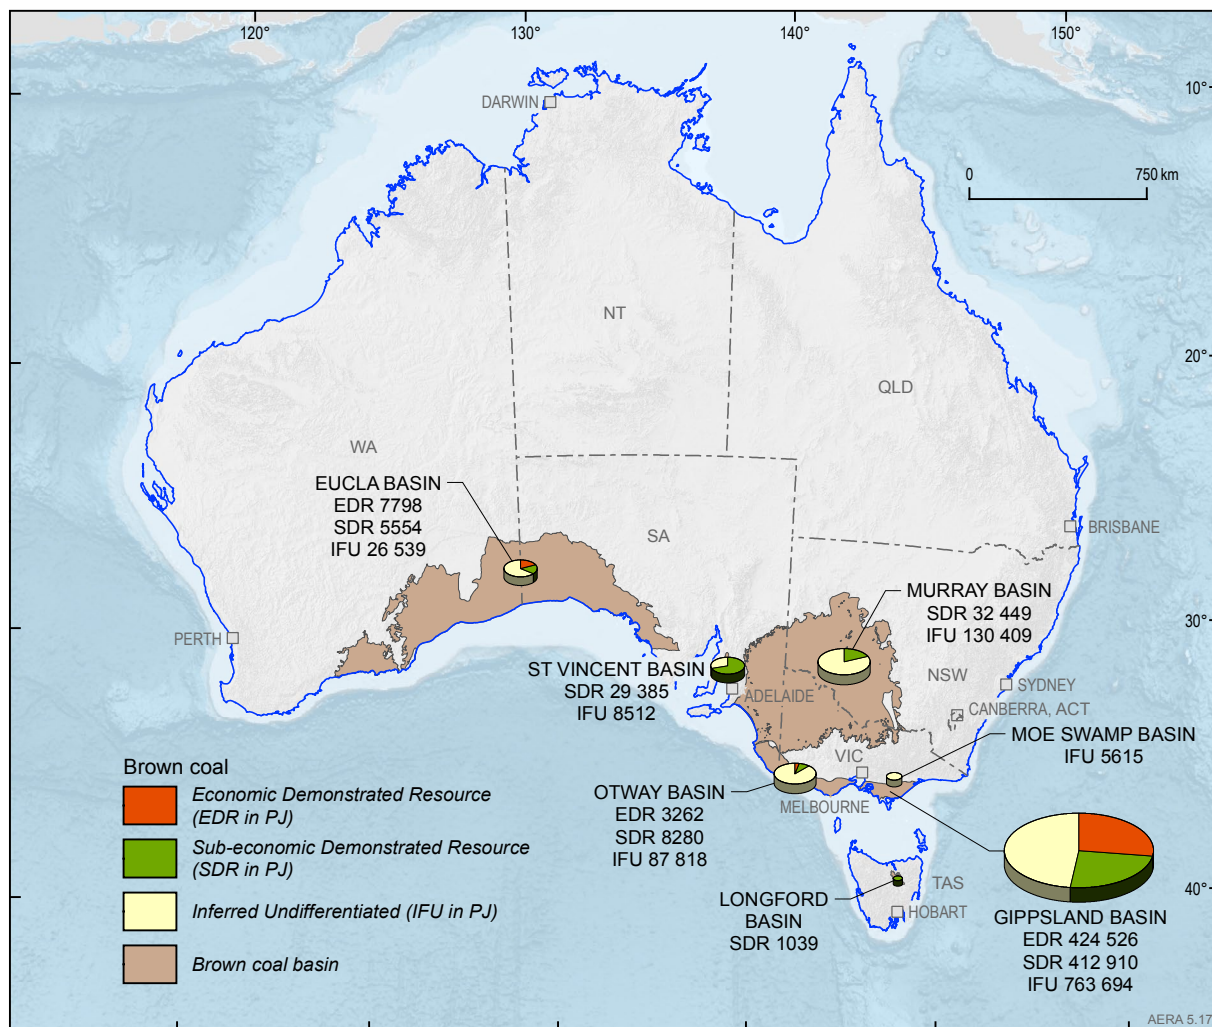 120°
130°
140°
150°
10°
20°
30°
40°
DARWIN
0
750 km
NT
QLD
WA
SA
EUCLA BASIN
EDR 7798
SDR 5554
IFU 26 539
BRISBANE
MURRAY BASIN
SDR 32 449
IFU 130 409
PERTH
ST VINCENT BASIN
SDR 29 385
IFU 8512
ADELAIDE
NSW
SYDNEY
CANBERRA, ACT
MOE SWAMP BASIN
IFU 5615
VIC
MELBOURNE
OTWAY BASIN
EDR 3262
SDR 8280
IFU 87 818
Brown coal
Economic Demonstrated Resource
(EDR in PJ)
Sub-economic Demonstrated Resource
(SDR in PJ)
Inferred Undifferentiated (IFU in PJ)
Brown coal basin
LONGFORD
BASIN
SDR 1039
TAS
HOBART
GIPPSLAND BASIN
EDR 424 526
SDR 412 910
IFU 763 694
AERA 5.17